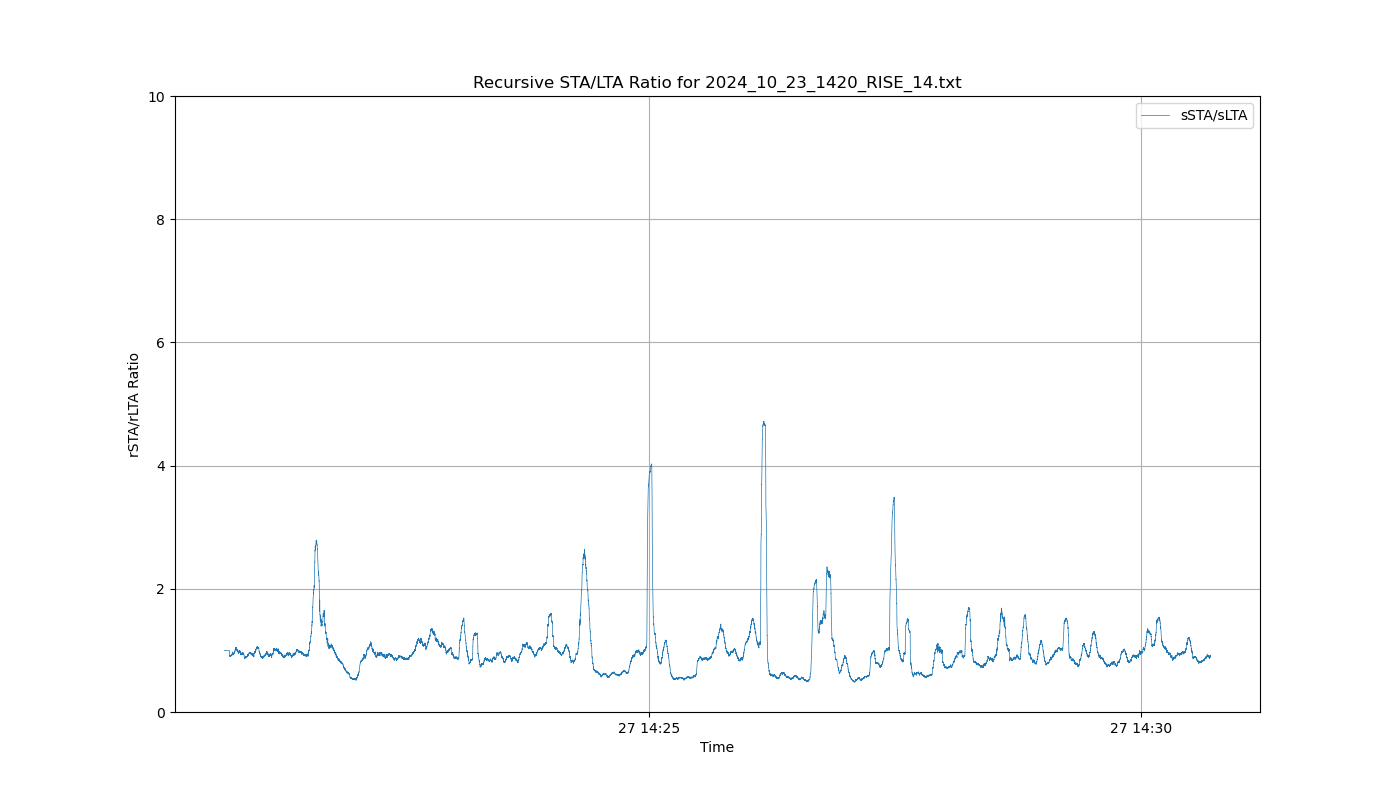 Recursive STA/LTA Ratio for 2024_10_23_1420_RISE_14.txt
10
8
6
4
2
0
rSTA/rLTA Ratio
sSTA/sLTA
27 14:25
27 14:30
Time